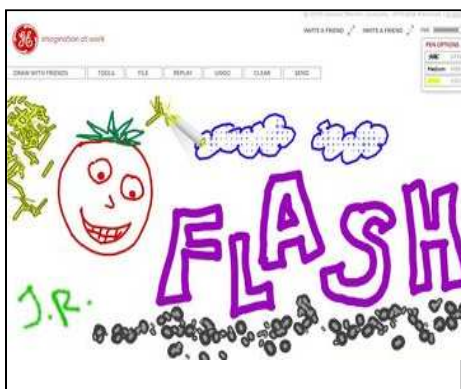 INVITE A FRIEND INVITE A FRIEND
imagination at work
PEN OPTIONS
Medium
DRAW WITH FRIENDS TOOLS FILE REPLAY UNDO CLEAR SEND
FLASH
J.R.